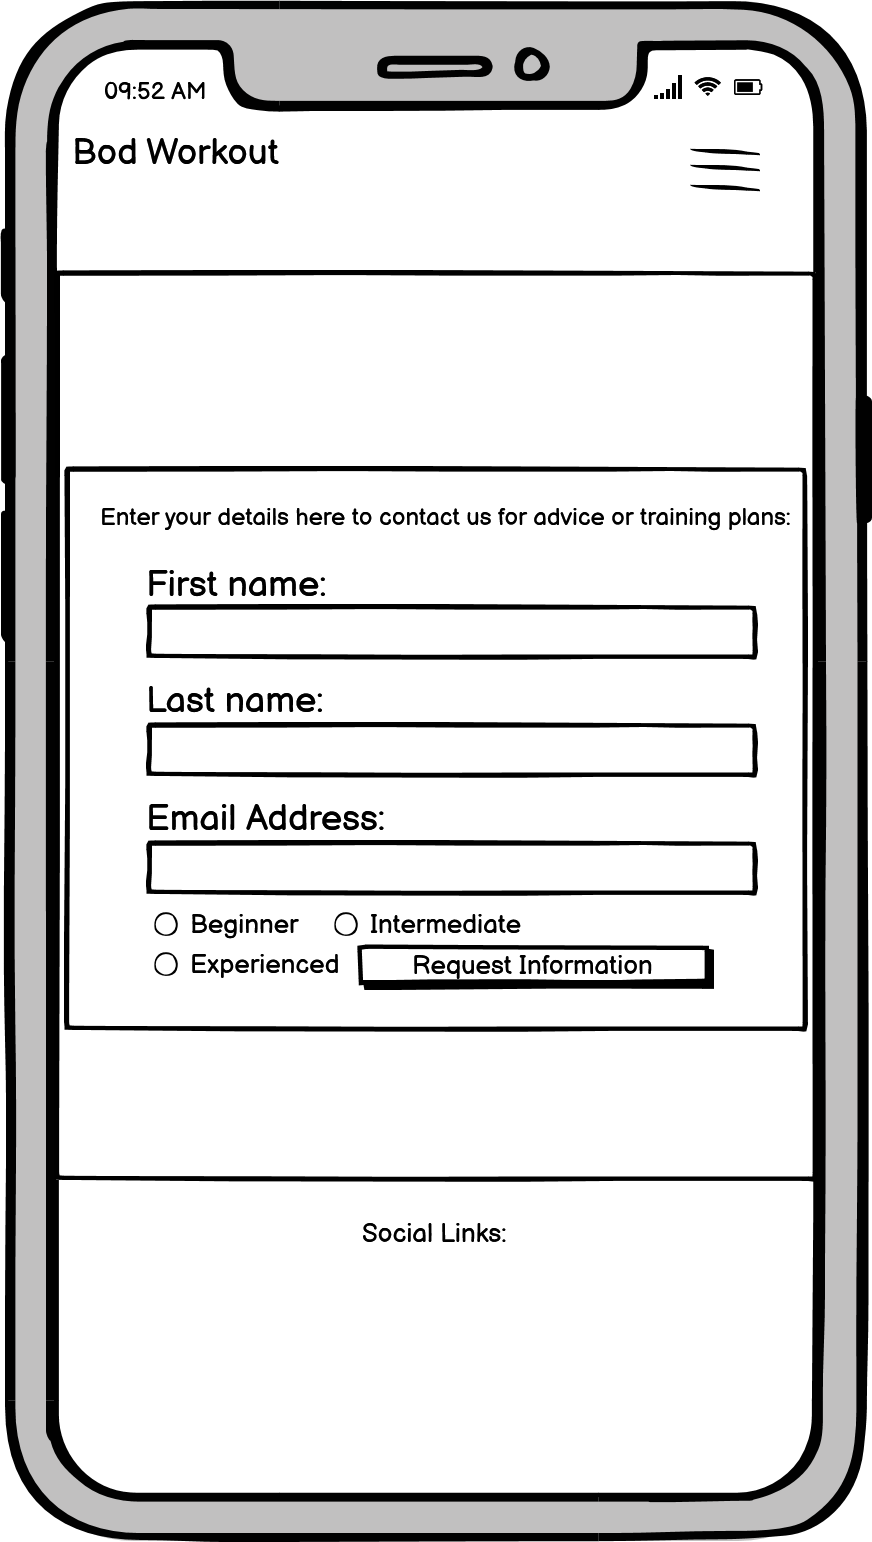 09:52 AM
Bod Workout
Enter your details here to contact us for advice or training plans:
First name:
Last name:
Email Address:
Beginner Intermediate
Experienced Request Information
Social Links: